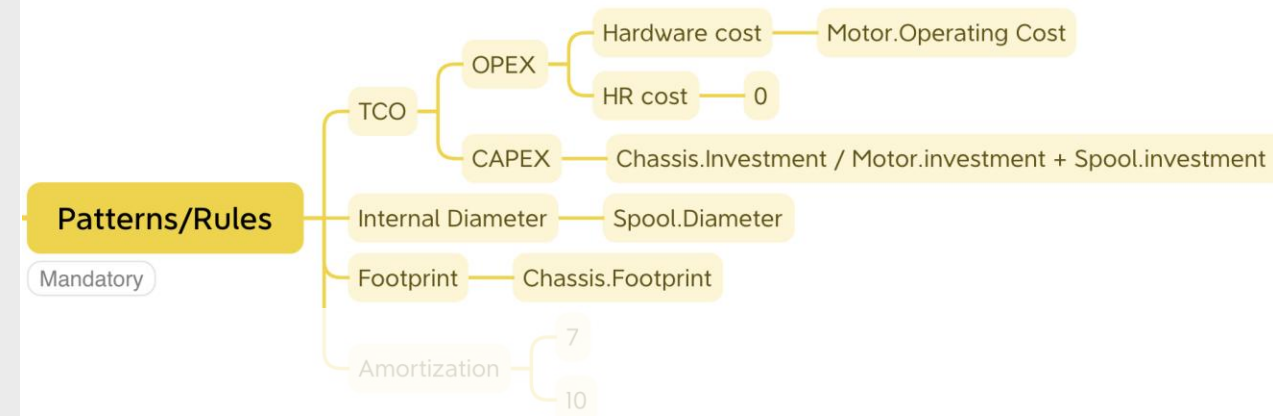 Hardware cost
Motor.Operating Cost
OPEX
HR cost
0
TCO
CAPEX
Chassis.Investment / Motor.investment + Spool.investment
Patterns/Rules
Mandatory
Internal Diameter
Spool.Diameter
Footprint
Chassis.Footprint
Amortization
7
10